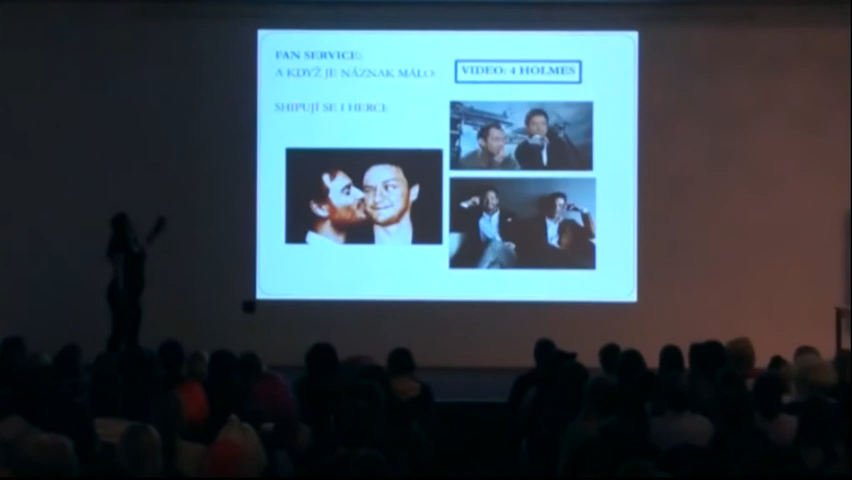 FAN SERVICE:
A KDYŽ JE NÁZNAK MÁLO:
VIDEO: 4 HOLMES
SHIPUJÍ SE I HERCI: